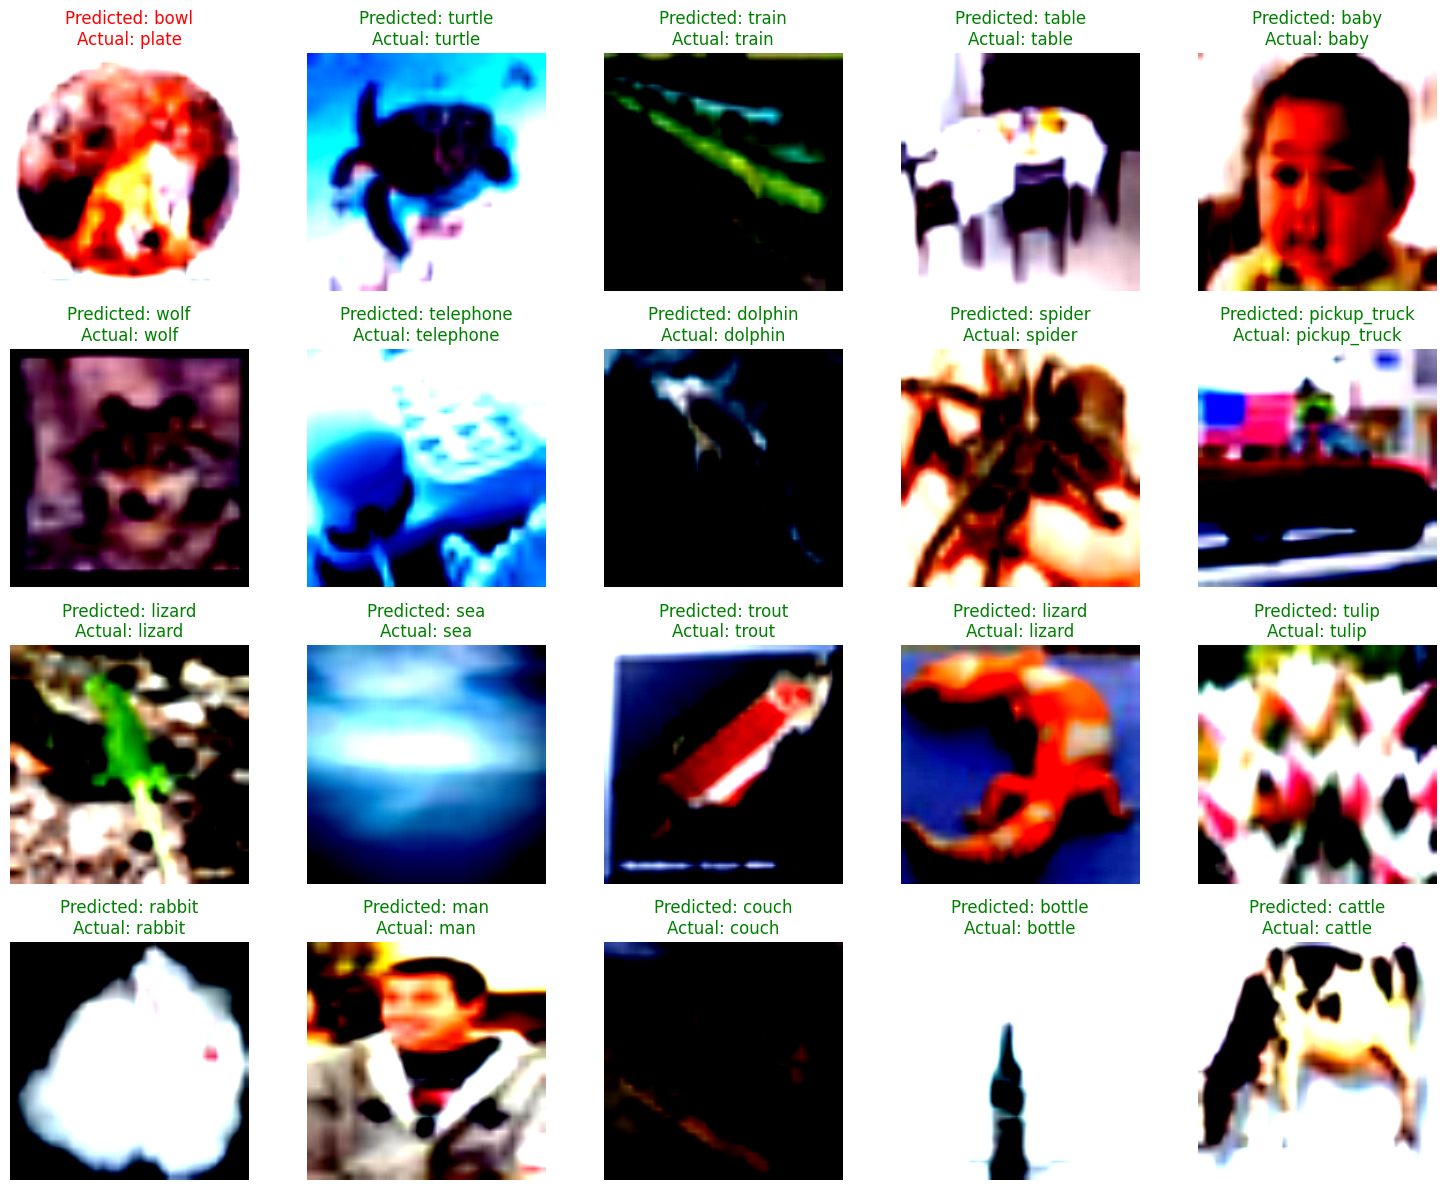 Predicted: bowl
Actual: plate
Predicted: turtle
Actual: turtle
Predicted: train
Actual: train
Predicted: table
Actual: table
Predicted: baby
Actual: baby
Predicted: wolf
Actual: wolf
Predicted: telephone
Actual: telephone
Predicted: dolphin
Actual: dolphin
Predicted: spider
Actual: spider
Predicted: pickup_truck
Actual: pickup_truck
Predicted: lizard
Actual: lizard
Predicted: sea
Actual: sea
Predicted: trout
Actual: trout
Predicted: lizard
Actual: lizard
Predicted: tulip
Actual: tulip
Predicted: rabbit
Actual: rabbit
Predicted: man
Actual: man
Predicted: couch
Actual: couch
Predicted: bottle
Actual: bottle
Predicted: cattle
Actual: cattle